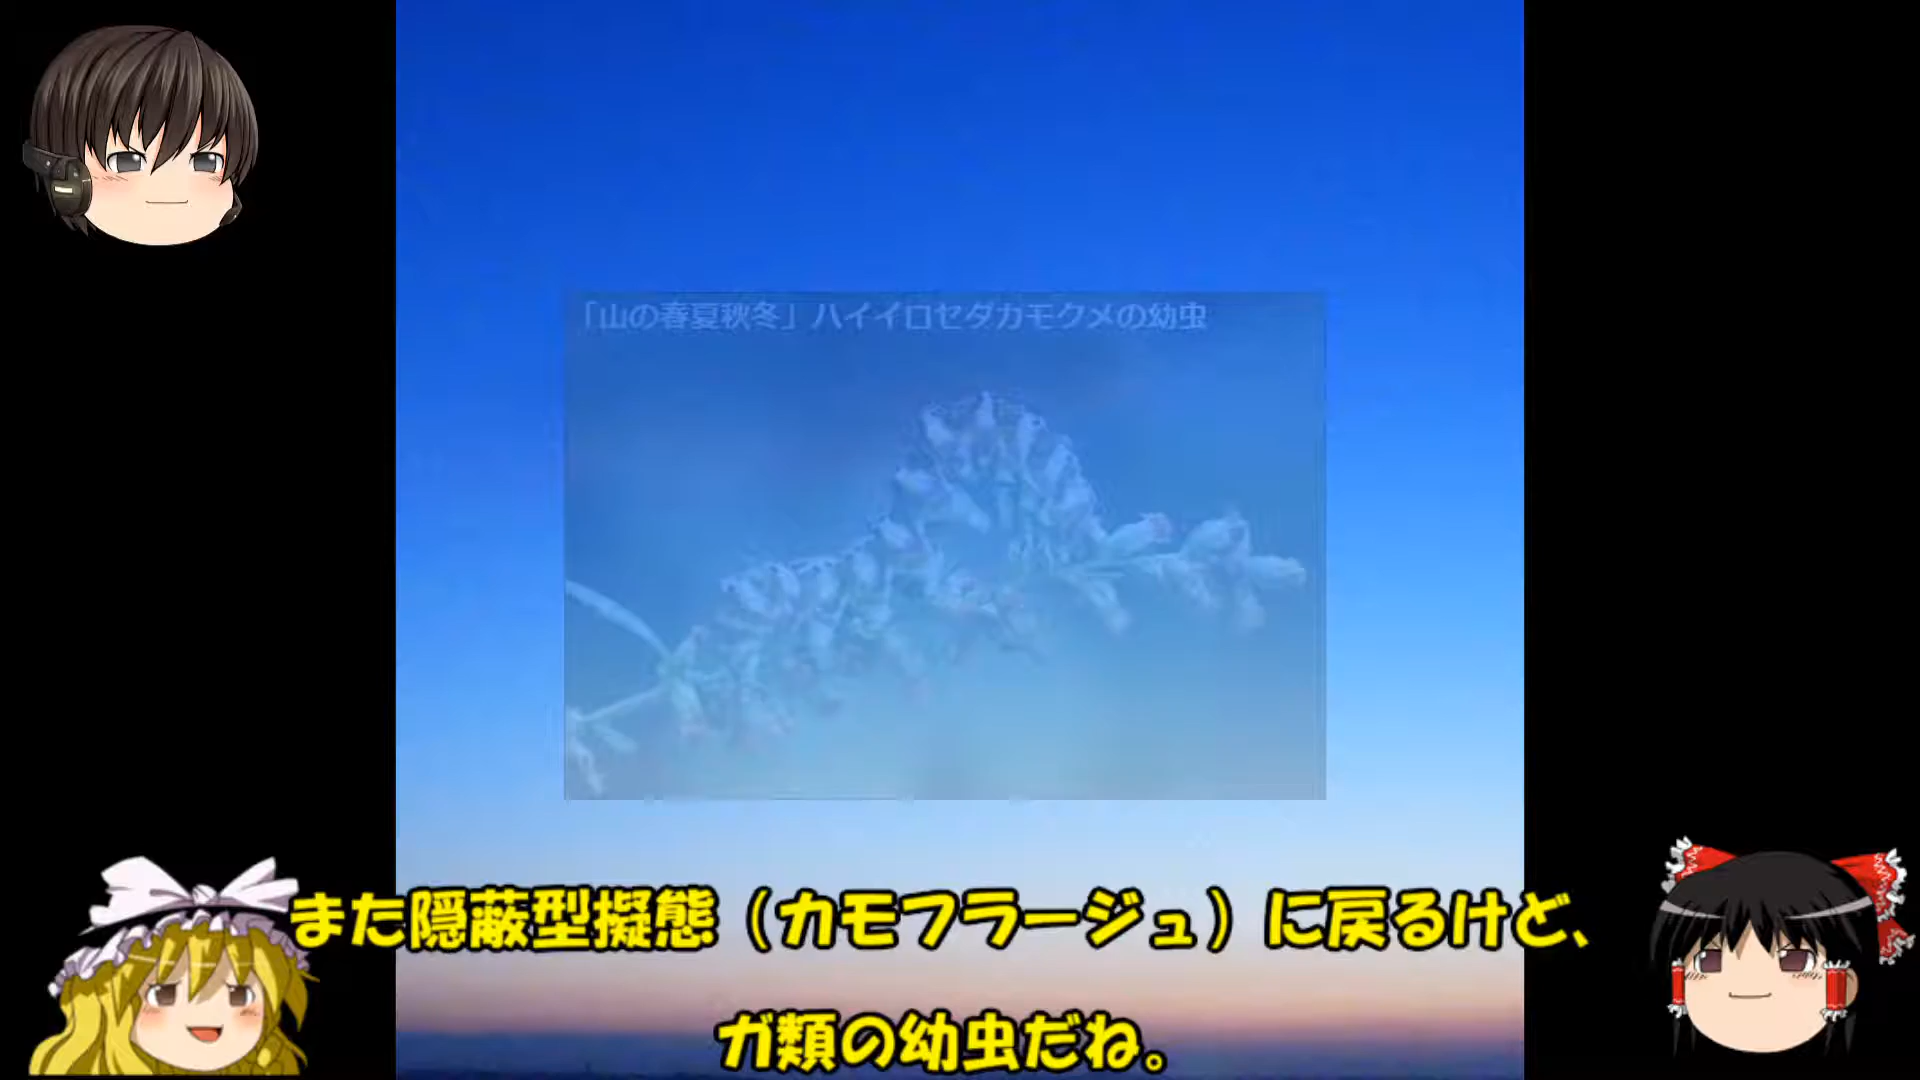 「山の春夏秋冬」ハイイロセダカモクメの幼虫
また隠蔽型擬態（カモフラージュ）に戻るけど、
ガ類の幼虫だね。